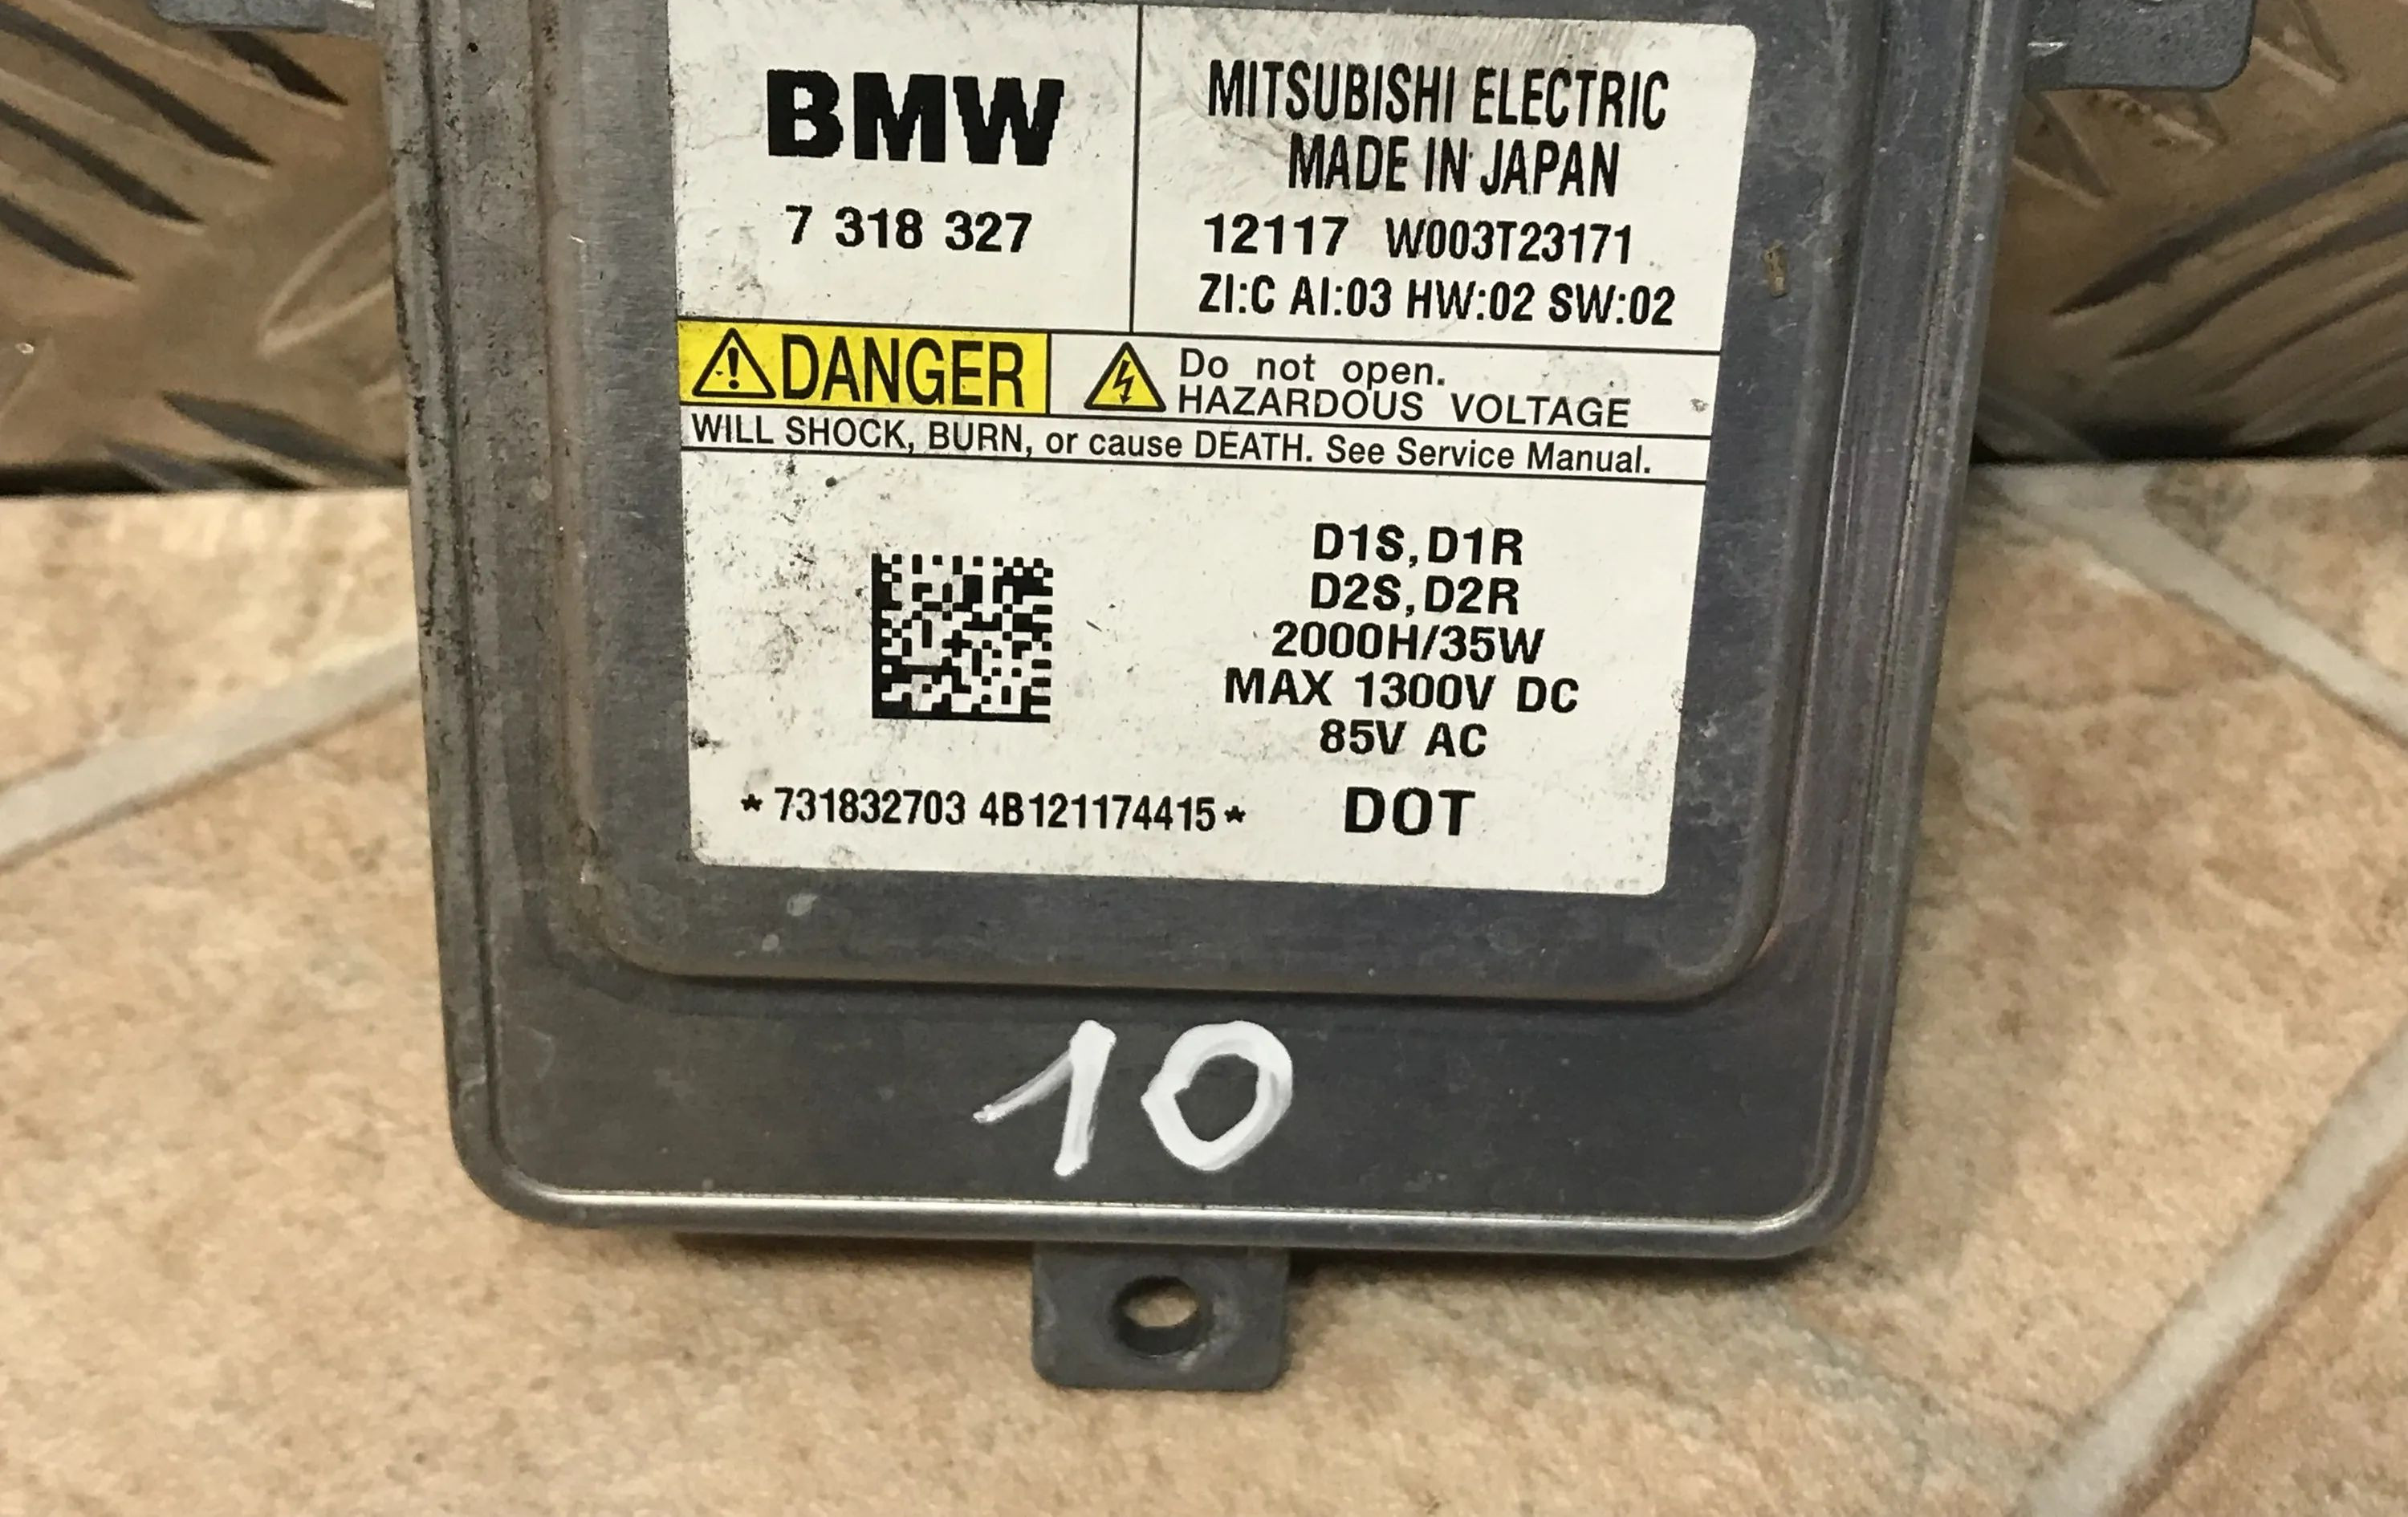 BMW
7 318 327
MITSUBISHI ELECTRIC
MADE IN JAPAN
12117 W003T23171
ZI:C AI:03 HW:02 SW:02
DANGER
Do not open.
HAZARDOUS VOLTAGE
WILL SHOCK, BURN, or cause DEATH. See Service Manual.
D1S,D1R
D2S,D2R
2000H/35W
MAX 1300V DC
85V AC
*731832703 4B121174415*
DOT
10